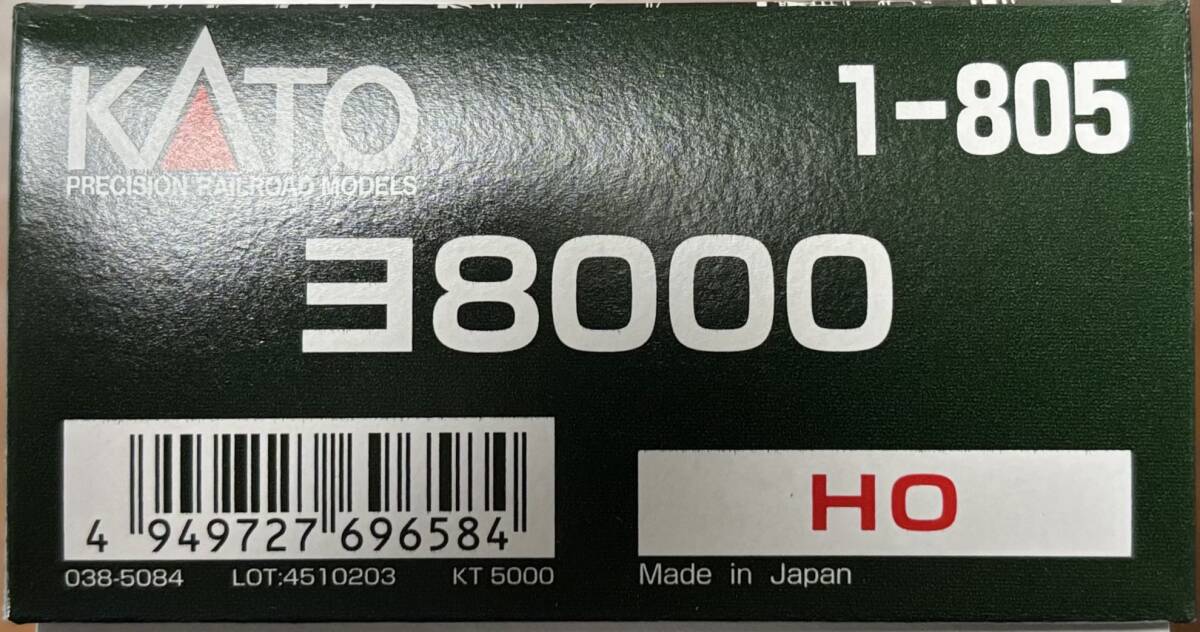 KATO
PRECISION RAILROAD MODELS
1-805
ヨ8000
4 949727 696584
038-5084 LOT:4510203 KT 5000
HO
Made in Japan